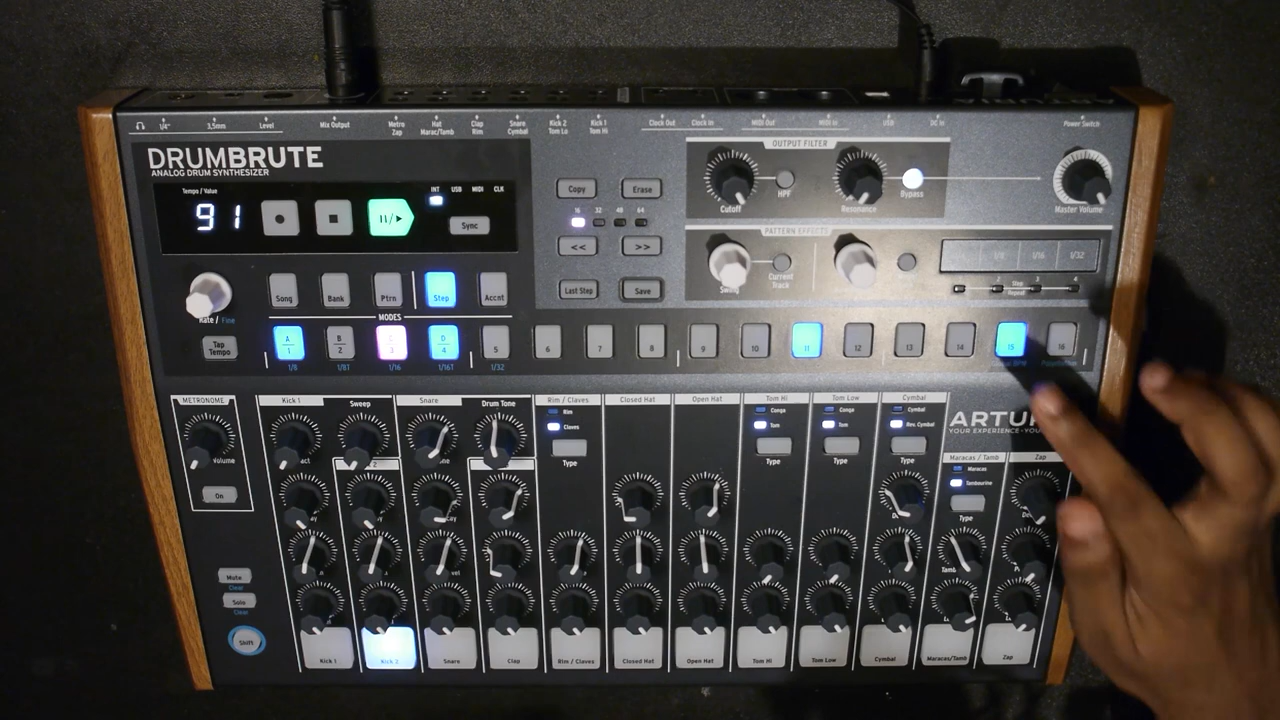 ARTURIA
1/4" 3,5mm Level Mix Output Metro Zap Hat Marac/Tamb Clap Rim Snare Cymbal Kick 2 Tom Lo Kick 1 Tom Hi Clock Out Clock In MIDI Out MIDI In USB DC In Power Switch
DRUMBRUTE
ANALOG DRUM SYNTHESIZER
OUTPUT FILTER
Cutoff HPF Resonance Bypass Master Volume
Tempo / Value INT USB MIDI CLK
91 Sync
Copy Erase
16 32 48 64
<< >>
Last Step Save
PATTERN EFFECTS
Swing Current Track
1/8 1/16 1/32
Step Repeat
Song Bank Ptrn Step Accnt
Rate / Fine
MODES
Tap Tempo
A 1 B 2 3 D 4 5 6 7 8 9 10 11 12 13 14 15 16
1/8 1/8T 1/16 1/16T 1/32
METRONOME Kick 1 Sweep Snare Drum Tone Rim / Claves Closed Hat Open Hat Tom Hi Tom Low Cymbal
Rim Conga Conga Cymbal
Claves Tom Tom Rev. Cymbal
ARTU
YOUR EXPERIENCE · YOU
Volume Type Type Type Type
Maracas / Tamb Zap
Maracas
Tambourine
On Type
Mute
Clear
Solo
Clear
Shift
Kick 1 Kick 2 Snare Clap Rim / Claves Closed Hat Open Hat Tom Hi Tom Low Cymbal Maracas/Tamb Zap